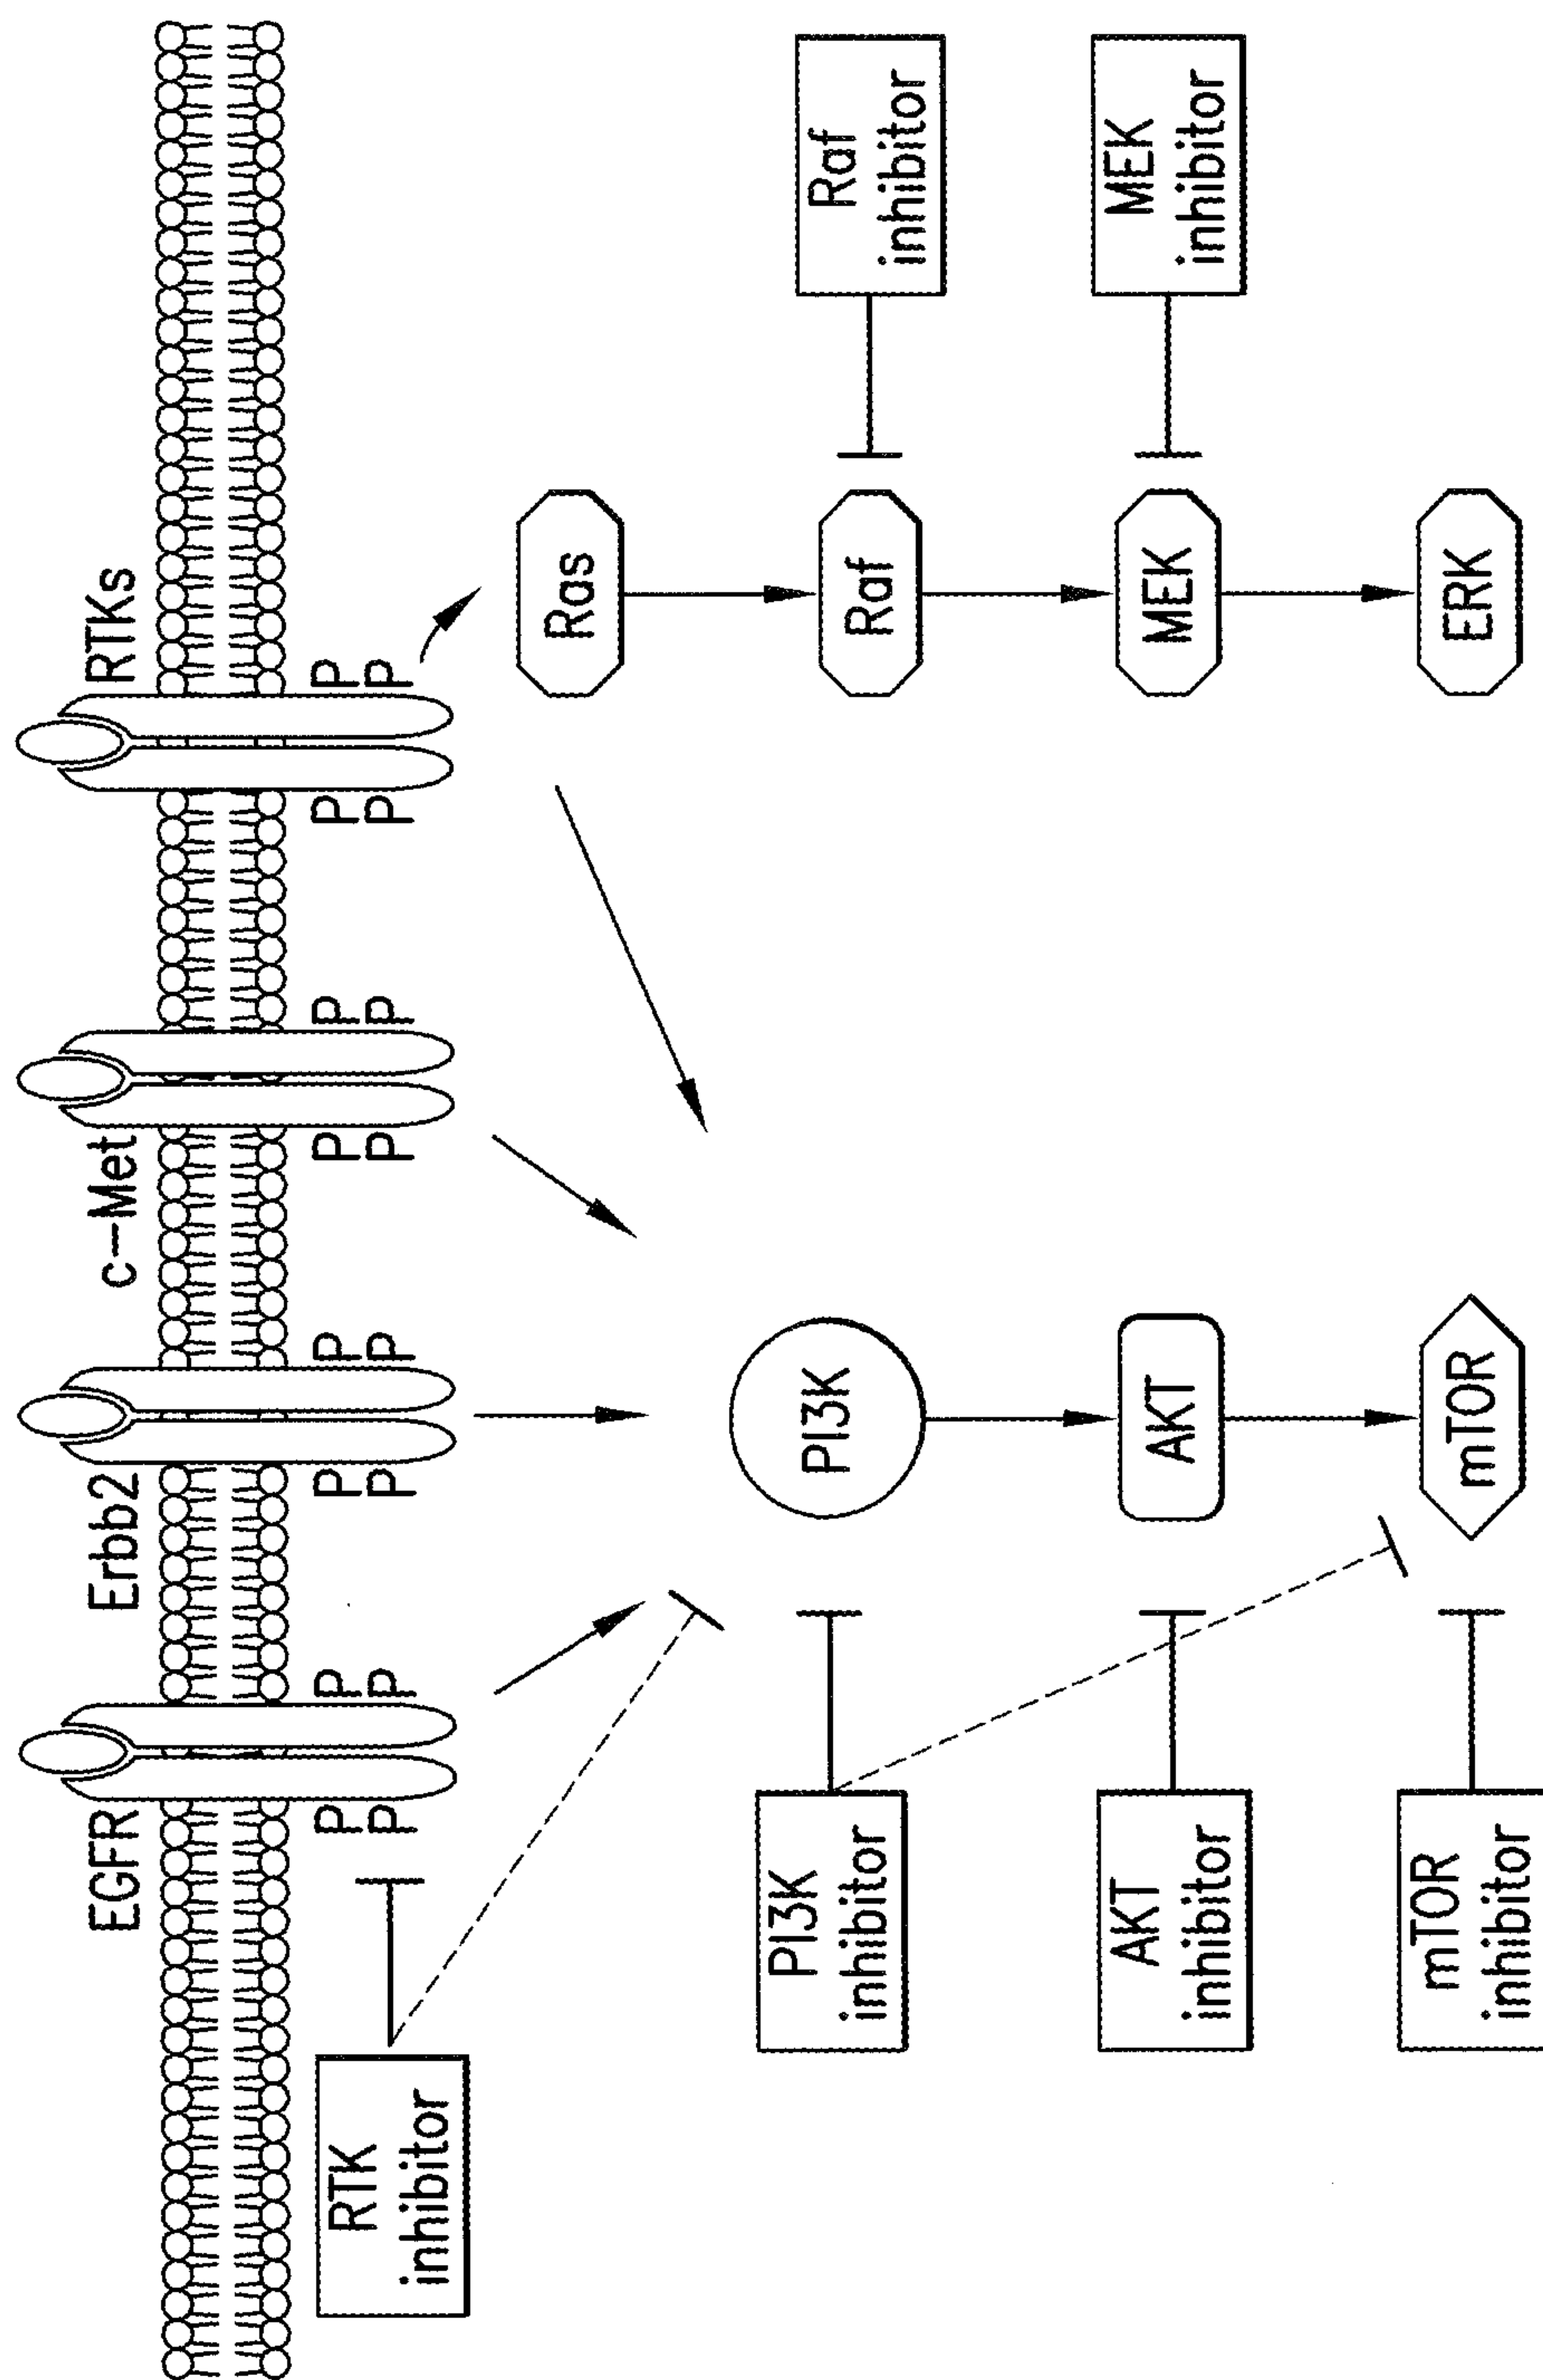 EGFR
Erbb2
c-Met
RTKs
P P P P P P P P
P P P P P P P P
RTK
inhibitor
Ras
PI3K
inhibitor
PI3K
Raf
Raf
inhibitor
AKT
inhibitor
AKT
MEK
MEK
inhibitor
mTOR
inhibitor
mTOR
ERK